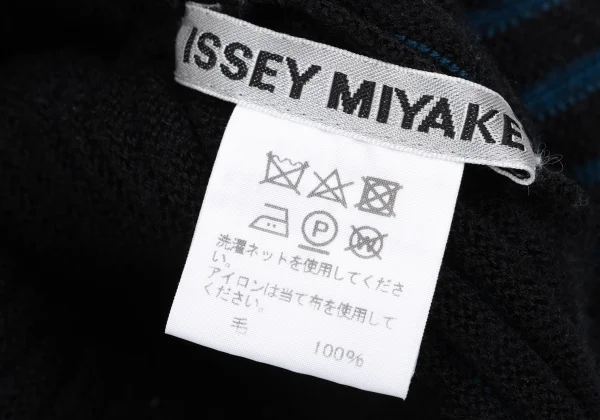 ISSEY MIYAKE
P
W
洗濯ネットを使用してくださ
い。
アイロンは当て布を使用して
ください。
毛 100%